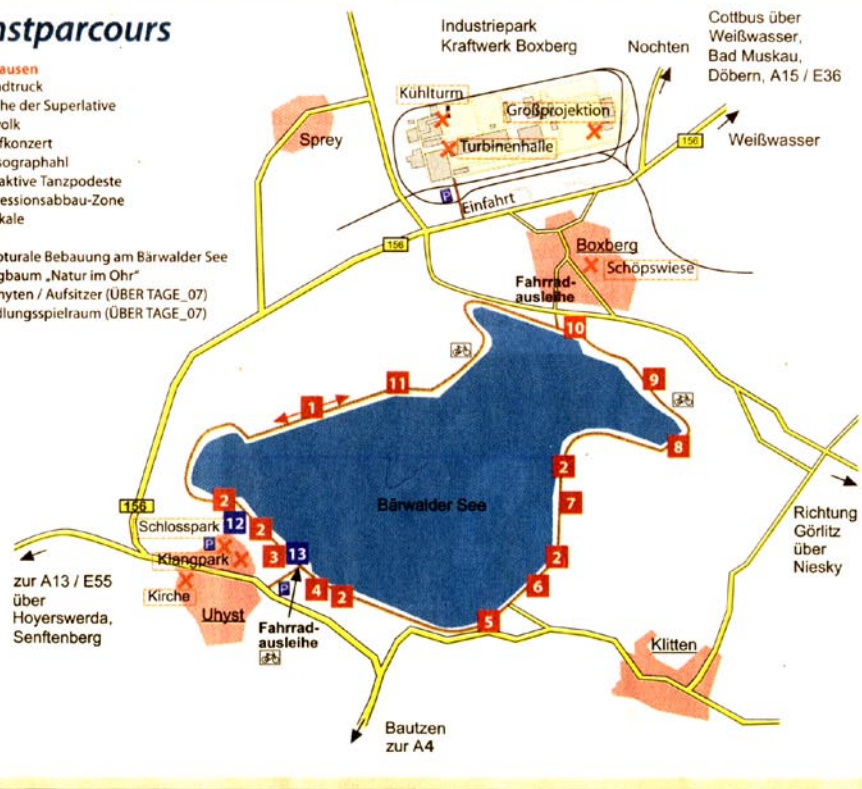 nstparcours
ausen
dtruck
he der Superlative
volk
fkonzert
sographahl
aktive Tanzpodeste
essionsabbau-Zone
kale
pturale Bebauung am Bärwalder See
gbaum „Natur im Ohr“
hyten / Aufsitzer (ÜBER TAGE_07)
dlungsspielraum (ÜBER TAGE_07)
Industriepark
Kraftwerk Boxberg
Nochten
Cottbus über
Weißwasser,
Bad Muskau,
Döbern, A15 / E36
Kühlturm
Großprojektion
Turbinenhalle
Sprey
156
Weißwasser
P
Einfahrt
156
Boxberg
Schöpswiese
Fahrrad-
ausleihe
10
9
11
1
8
2
7
Bärwalder See
156
2
Schlosspark
12
2
P
Klangpark
3
13
2
Richtung
Görlitz
über
Niesky
zur A13 / E55
über
Hoyerswerda,
Senftenberg
Kirche
P
4
2
6
Uhyst
5
Fahrrad-
ausleihe
Klitten
Bautzen
zur A4